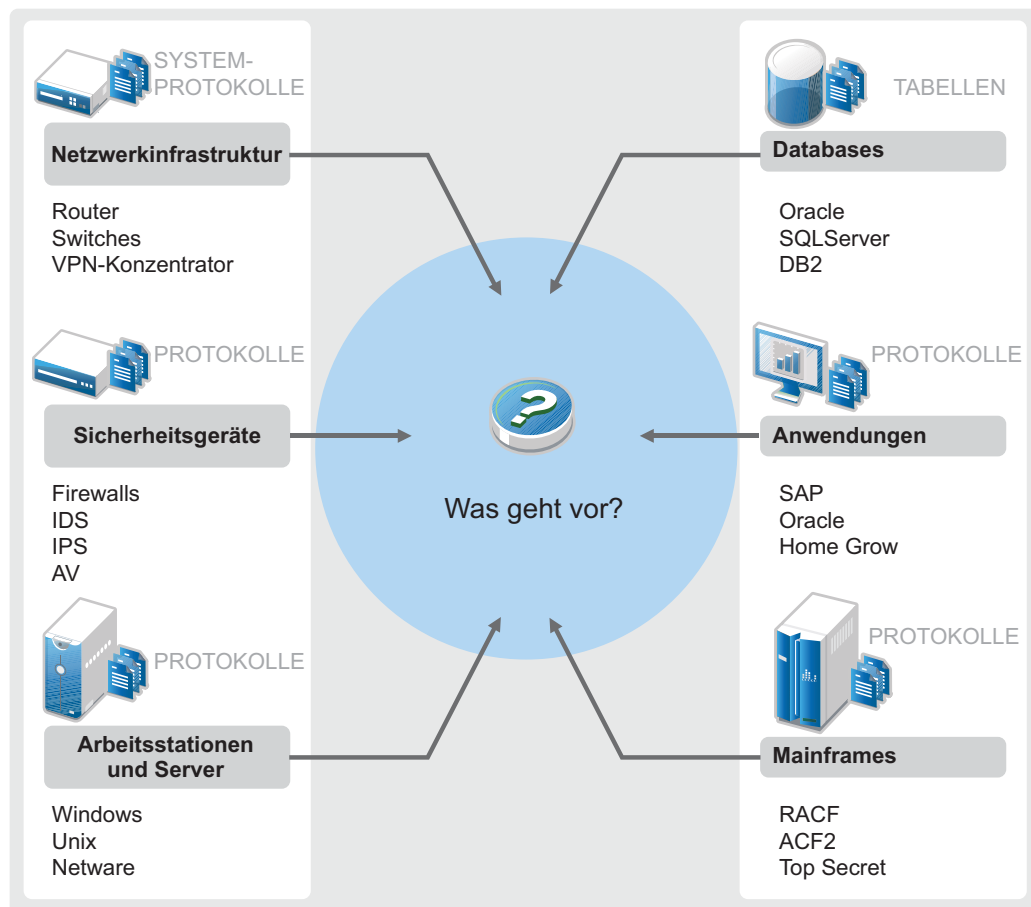 SYSTEM-
PROTOKOLLE
Netzwerkinfrastruktur
Router
Switches
VPN-Konzentrator
PROTOKOLLE
Sicherheitsgeräte
Firewalls
IDS
IPS
AV
PROTOKOLLE
Arbeitsstationen
und Server
Windows
Unix
Netware
?
Was geht vor?
TABELLEN
Databases
Oracle
SQLServer
DB2
PROTOKOLLE
Anwendungen
SAP
Oracle
Home Grow
PROTOKOLLE
Mainframes
RACF
ACF2
Top Secret